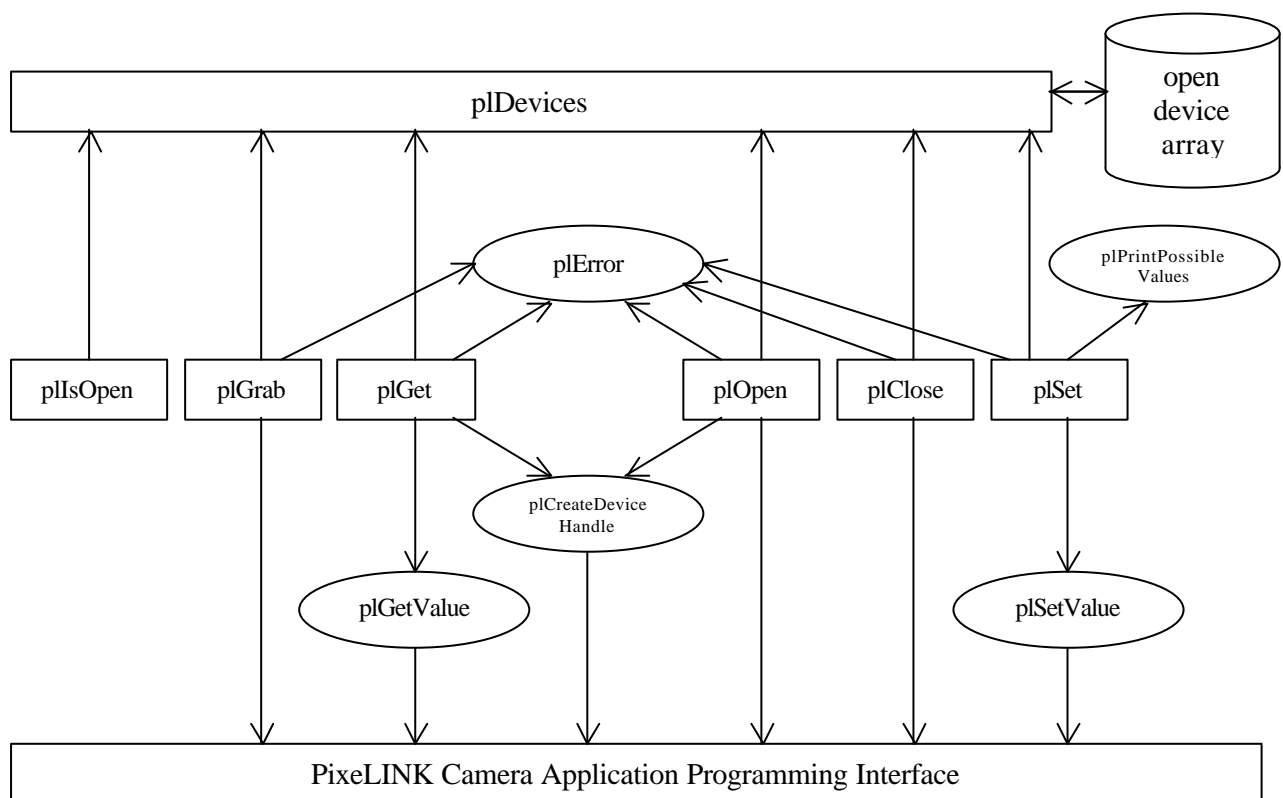 plDevices
open
device
array
plError
plPrintPossible
Values
plIsOpen
plGrab
plGet
plOpen
plClose
plSet
plCreateDevice
Handle
plGetValue
plSetValue
PixeLINK Camera Application Programming Interface